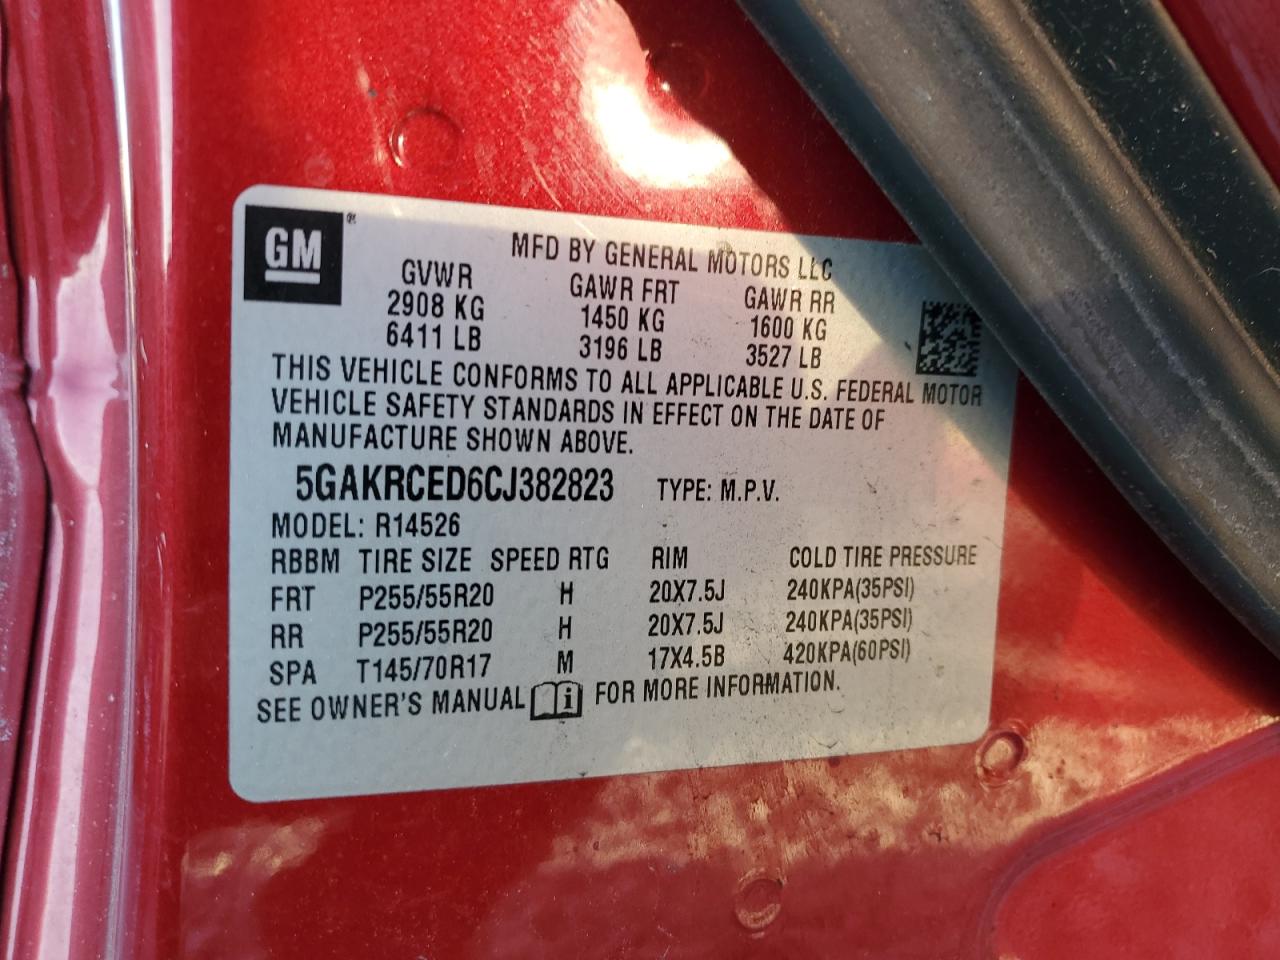 GM ®
MFD BY GENERAL MOTORS LLC
GVWR GAWR FRT GAWR RR
2908 KG 1450 KG 1600 KG
6411 LB 3196 LB 3527 LB
THIS VEHICLE CONFORMS TO ALL APPLICABLE U.S. FEDERAL MOTOR
VEHICLE SAFETY STANDARDS IN EFFECT ON THE DATE OF
MANUFACTURE SHOWN ABOVE.
5GAKRCED6CJ382823 TYPE: M.P.V.
MODEL: R14526
RBBM TIRE SIZE SPEED RTG RIM COLD TIRE PRESSURE
FRT P255/55R20 H 20X7.5J 240KPA(35PSI)
RR P255/55R20 H 20X7.5J 240KPA(35PSI)
SPA T145/70R17 M 17X4.5B 420KPA(60PSI)
SEE OWNER'S MANUAL i FOR MORE INFORMATION.